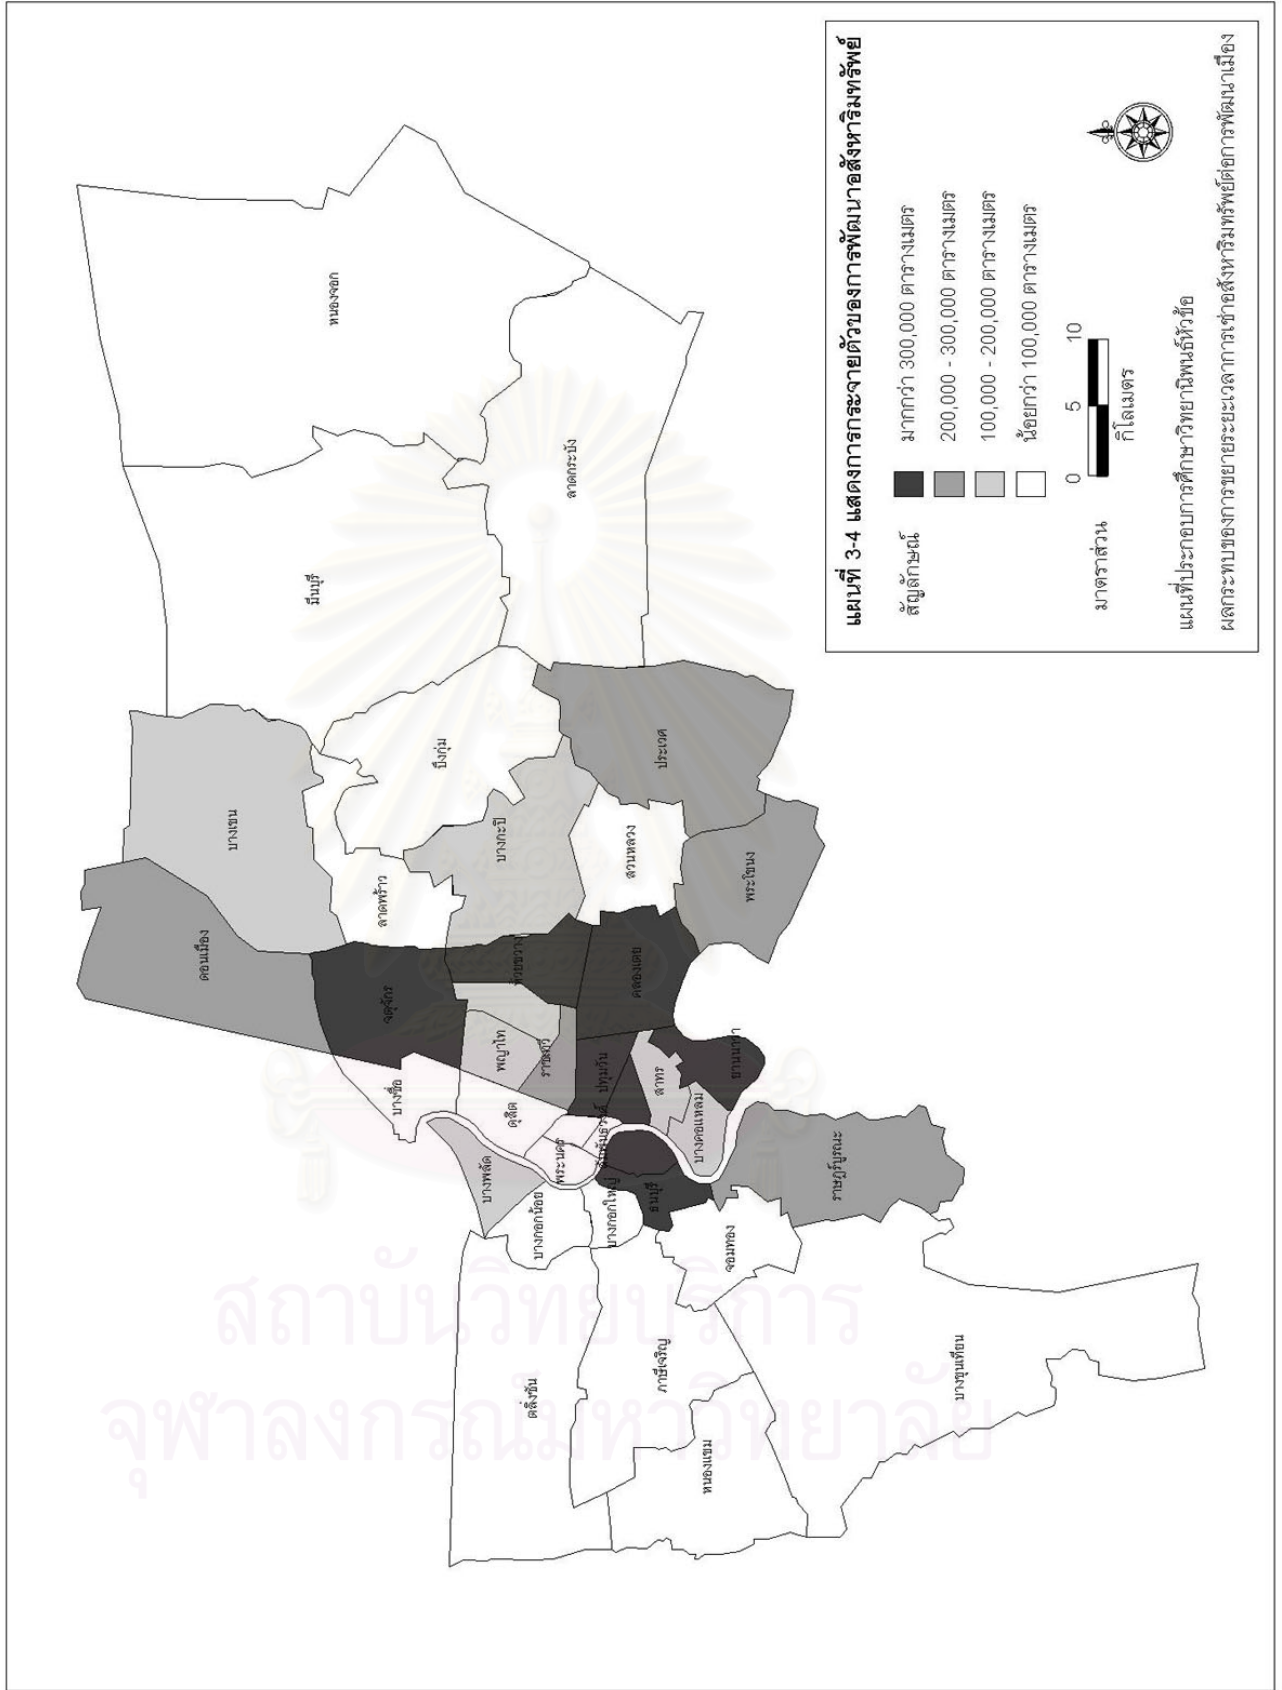 แผนที่ 3-4 แสดงการกระจายตัวของการพัฒนาอสังหาริมทรัพย์
สัญลักษณ์
มากกว่า 300,000 ตารางเมตร
200,000 - 300,000 ตารางเมตร
100,000 - 200,000 ตารางเมตร
น้อยกว่า 100,000 ตารางเมตร
มาตราส่วน
0 5 10
กิโลเมตร
แผนที่ประกอบการศึกษาวิทยานิพนธ์หัวข้อ
ผลกระทบของการขยายระยะเวลาการเช่าอสังหาริมทรัพย์ต่อการพัฒนาเมือง
ดอนเมือง
บางเขน
มีนบุรี
หนองจอก
จตุจักร
ลาดพร้าว
บึงกุ่ม
บางซื่อ
ดุสิต
พญาไท
ราชเทวี
ห้วยขวาง
บางกะปิ
ลาดกระบัง
บางพลัด
บางกอกน้อย
ตลิ่งชัน
พระนคร
สัมพันธวงศ์
ปทุมวัน
คลองเตย
สวนหลวง
ประเวศ
บางกอกใหญ่
ธนบุรี
สาทร
บางคอแหลม
ยานนาวา
พระโขนง
ภาษีเจริญ
หนองแขม
จอมทอง
ราษฎร์บูรณะ
บางขุนเทียน
สถาบันวิทยบริการ
จุฬาลงกรณ์มหาวิทยาลัย